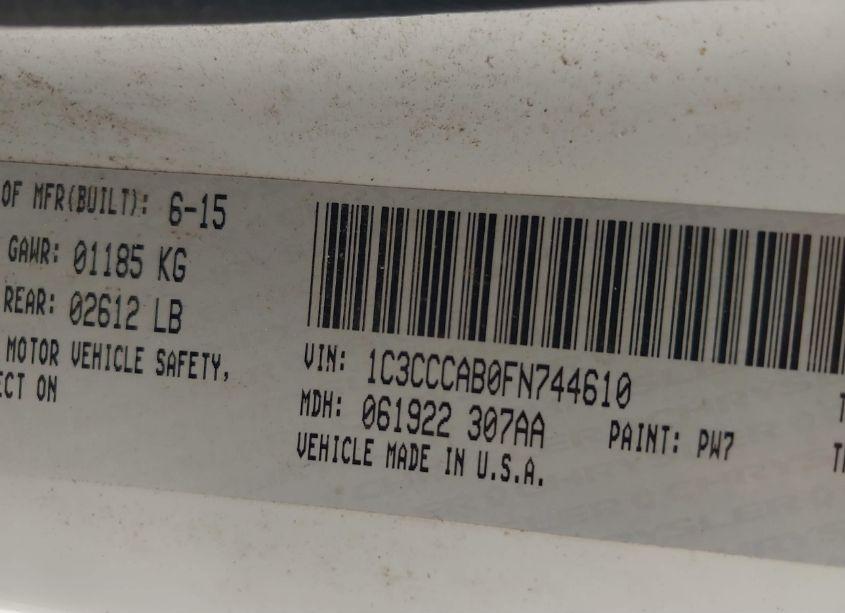 OF MFR(BUILT): 6-15
GAWR: 01185 KG
REAR: 02612 LB
MOTOR VEHICLE SAFETY,
ECT ON
VIN: 1C3CCCAB0FN744610
MDH: 061922 307AA PAINT: PW7
VEHICLE MADE IN U.S.A.